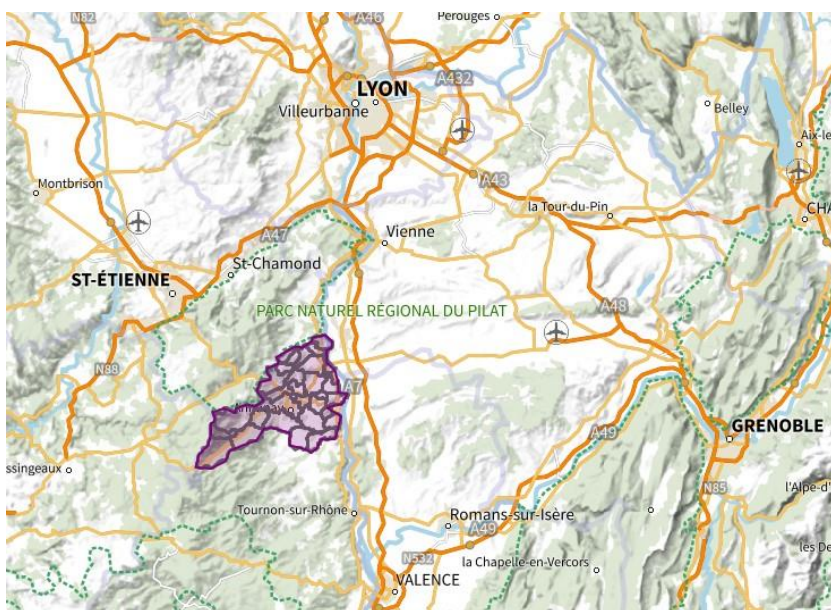 N82
A46
Pérouges
A432
LYON
Villeurbanne
Belley
Aix-le
Montbrison
A43
la Tour-du-Pin
CHA
A47
Vienne
St-Chamond
ST-ÉTIENNE
PARC NATUREL RÉGIONAL DU PILAT
A48
N88
A7
Annonay
A49
GRENOBLE
ssingeaux
N85
l'Alpe-d'
Tournon-sur-Rhône
Romans-sur-Isère
A49
les De
N532
la Chapelle-en-Vercors
VALENCE